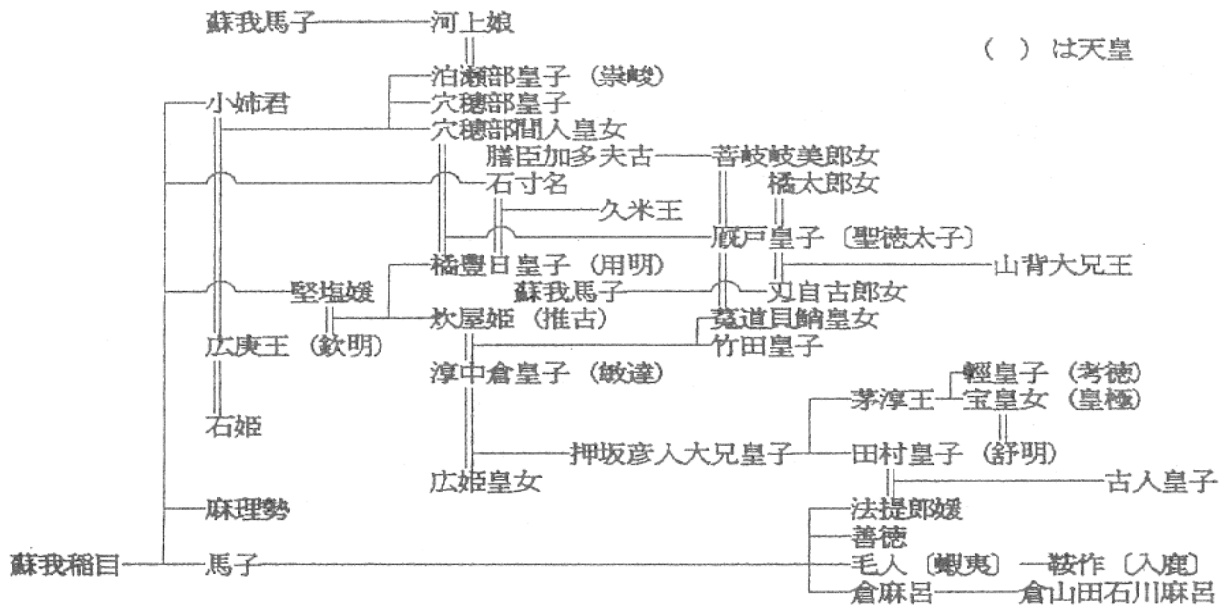 蘇我馬子 河上娘
( ) は天皇
泊瀬部皇子 (崇峻)
小姉君 穴穂部皇子
穴穂部間人皇女
膳臣加多夫古 菩岐岐美郎女
石寸名 橘太郎女
久米王
厩戸皇子 〔聖徳太子〕
橘豊日皇子 (用明) 山背大兄王
堅塩媛 蘇我馬子 刃自古郎女
炊屋姫 (推古) 莵道貝鮹皇女
広庚王 (欽明) 竹田皇子
淳中倉皇子 (敏達) 軽皇子 (考徳)
茅淳王 宝皇女 (皇極)
石姫
押坂彦人大兄皇子 田村皇子 (舒明)
広姫皇女 古人皇子
麻理勢 法提郎媛
善徳
蘇我稲目 馬子 毛人 〔蝦夷〕 鞍作 〔入鹿〕
倉麻呂 倉山田石川麻呂